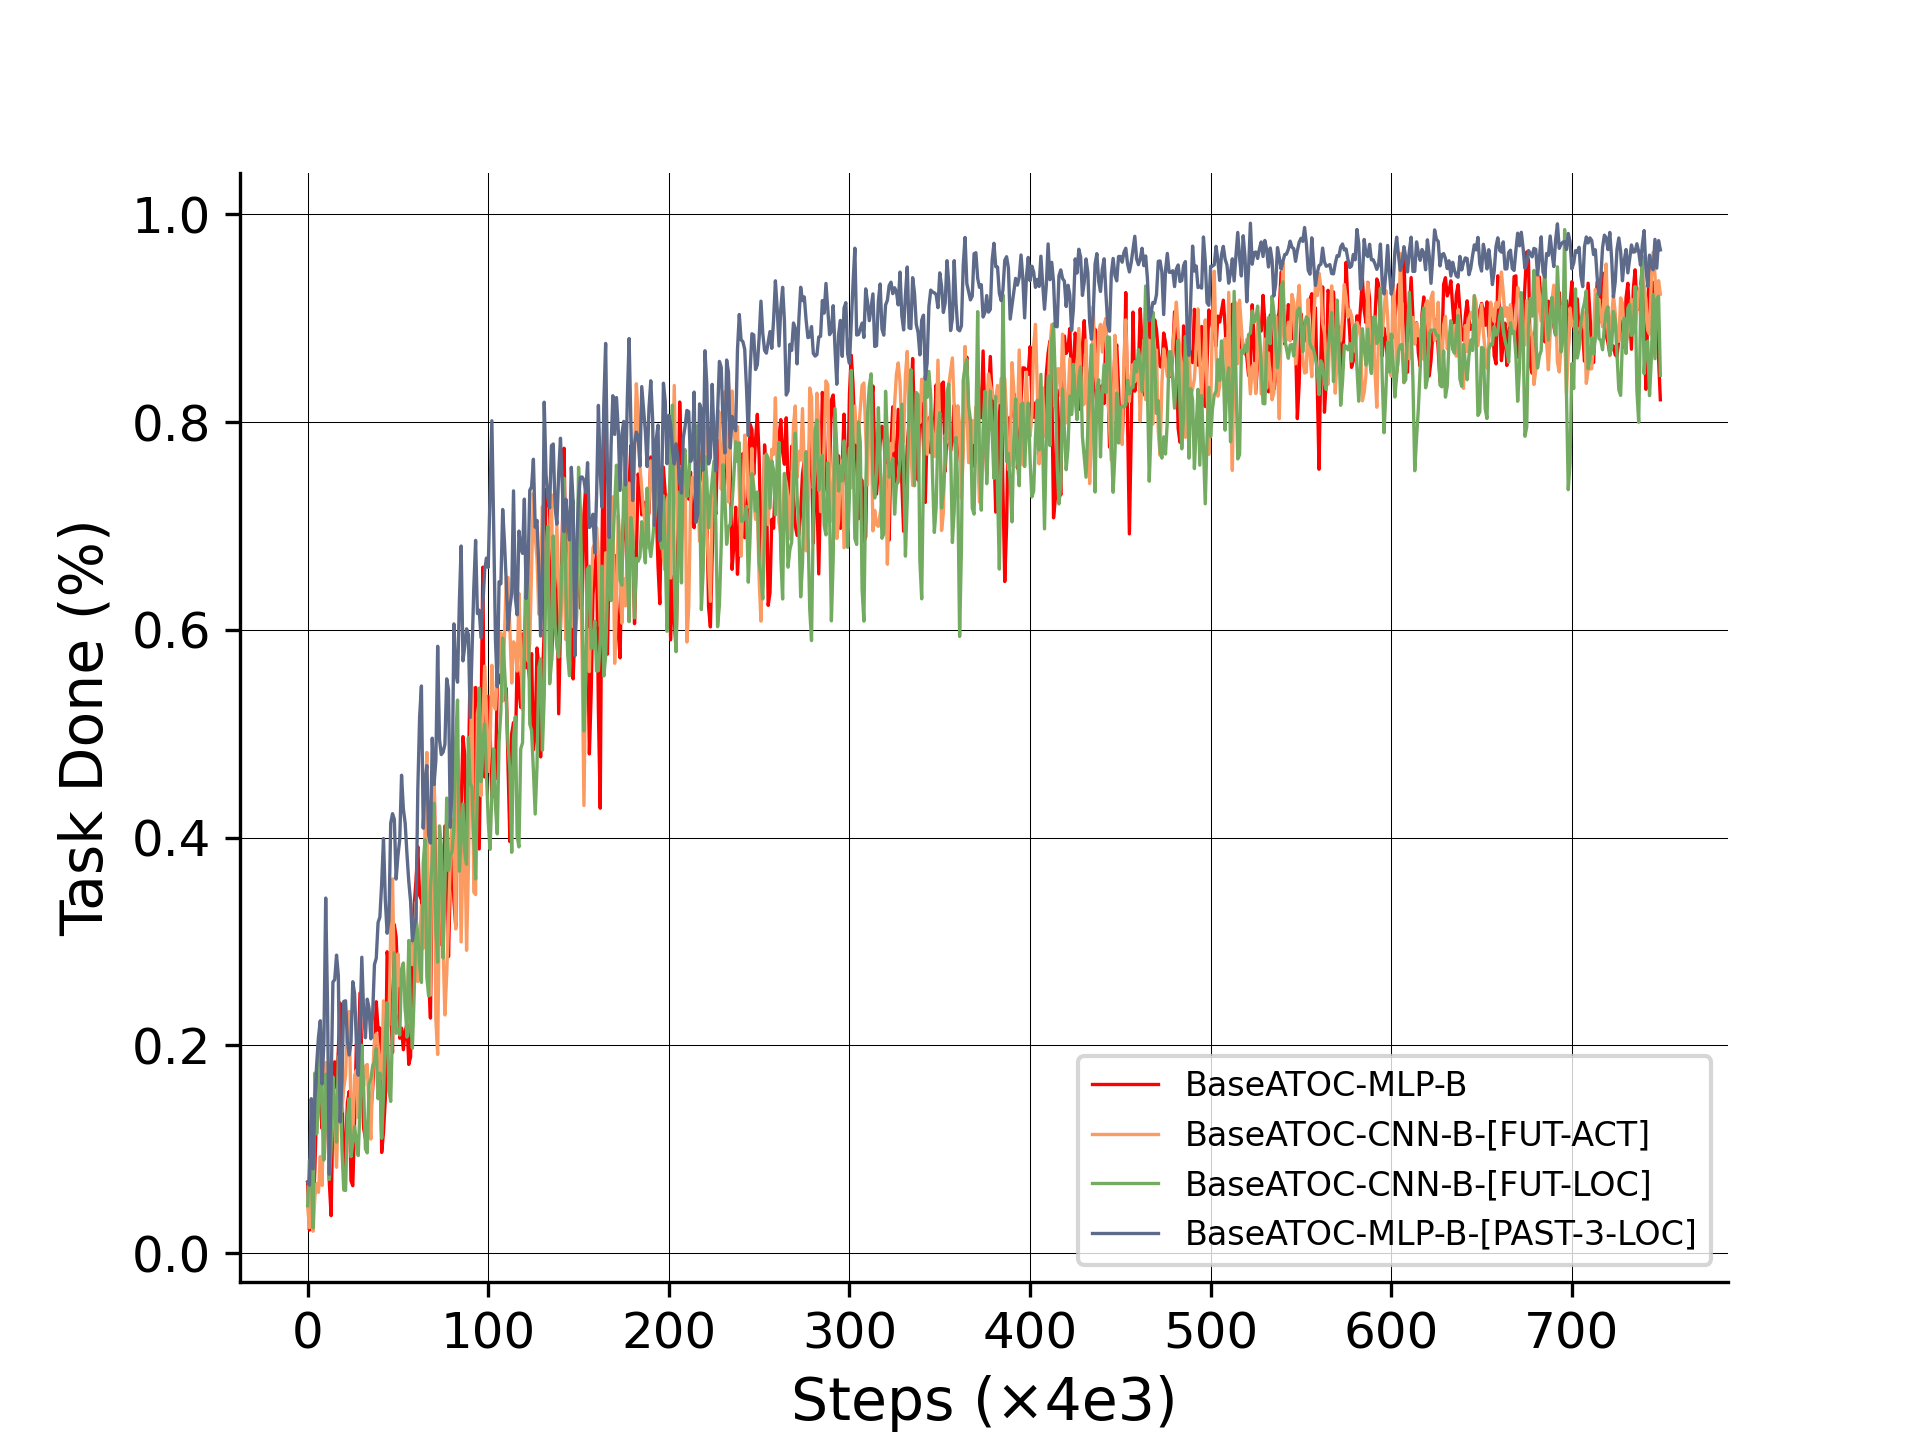 1.0
0.8
0.6
0.4
0.2
0.0
Task Done (%)
0 100 200 300 400 500 600 700
Steps (×4e3)
BaseATOC-MLP-B
BaseATOC-CNN-B-[FUT-ACT]
BaseATOC-CNN-B-[FUT-LOC]
BaseATOC-MLP-B-[PAST-3-LOC]